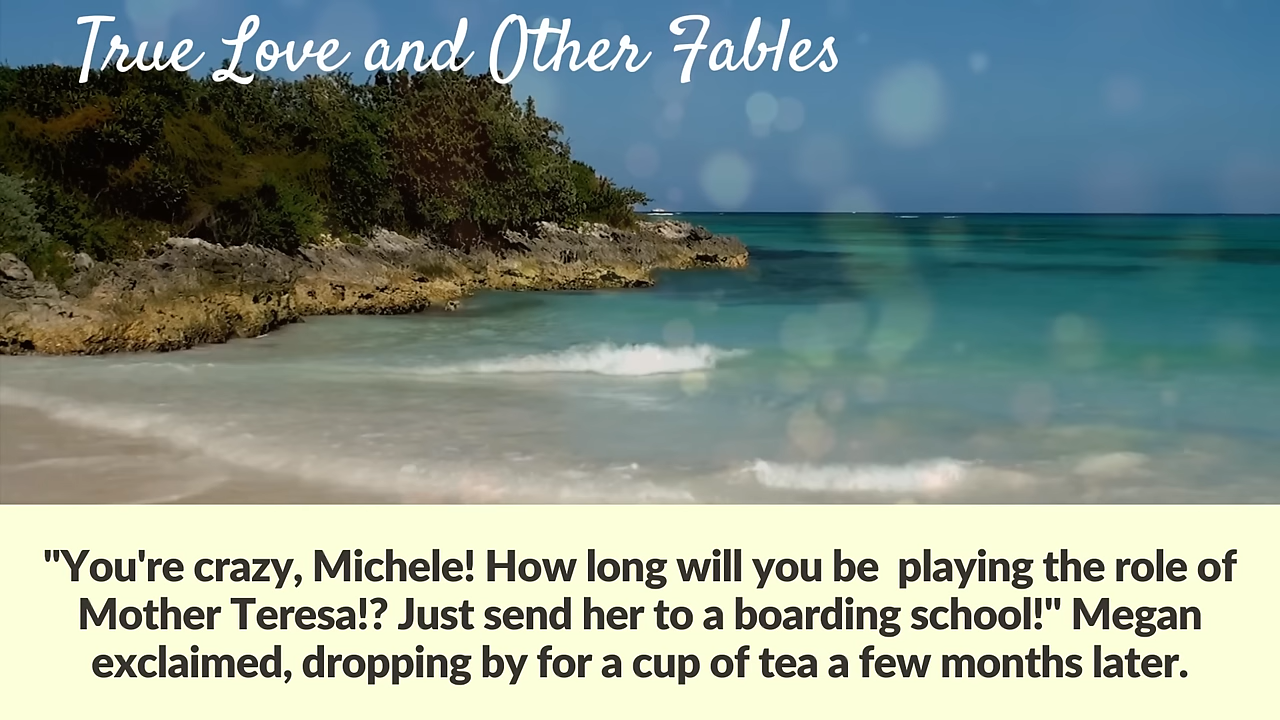 True Love and Other Fables
"You're crazy, Michele! How long will you be  playing the role of
Mother Teresa!? Just send her to a boarding school!" Megan
exclaimed, dropping by for a cup of tea a few months later.